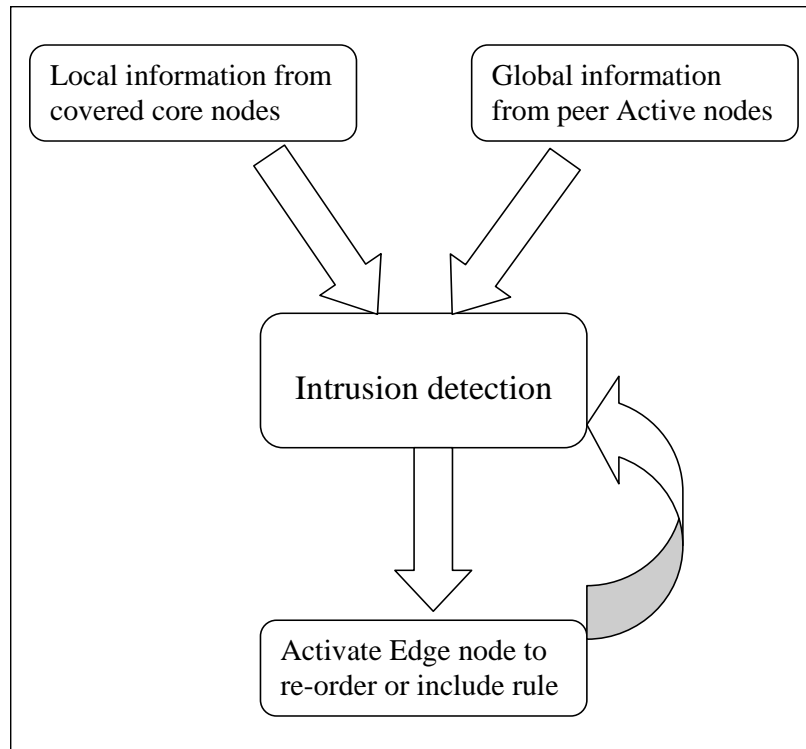 Local information from
covered core nodes
Global information
from peer Active nodes
Intrusion detection
Activate Edge node to
re-order or include rule